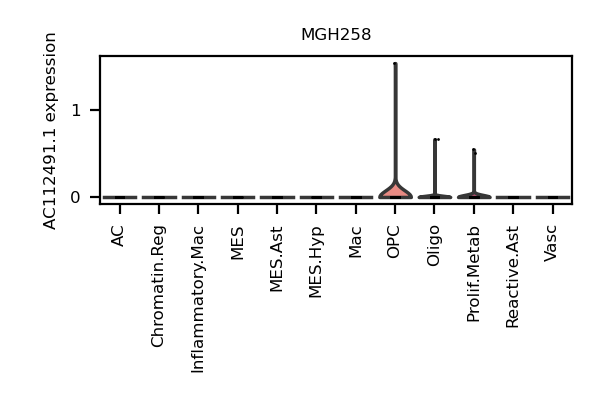 MGH258
AC112491.1 expression
1
0
AC
Chromatin.Reg
Inflammatory.Mac
MES
MES.Ast
MES.Hyp
Mac
OPC
Oligo
Prolif.Metab
Reactive.Ast
Vasc